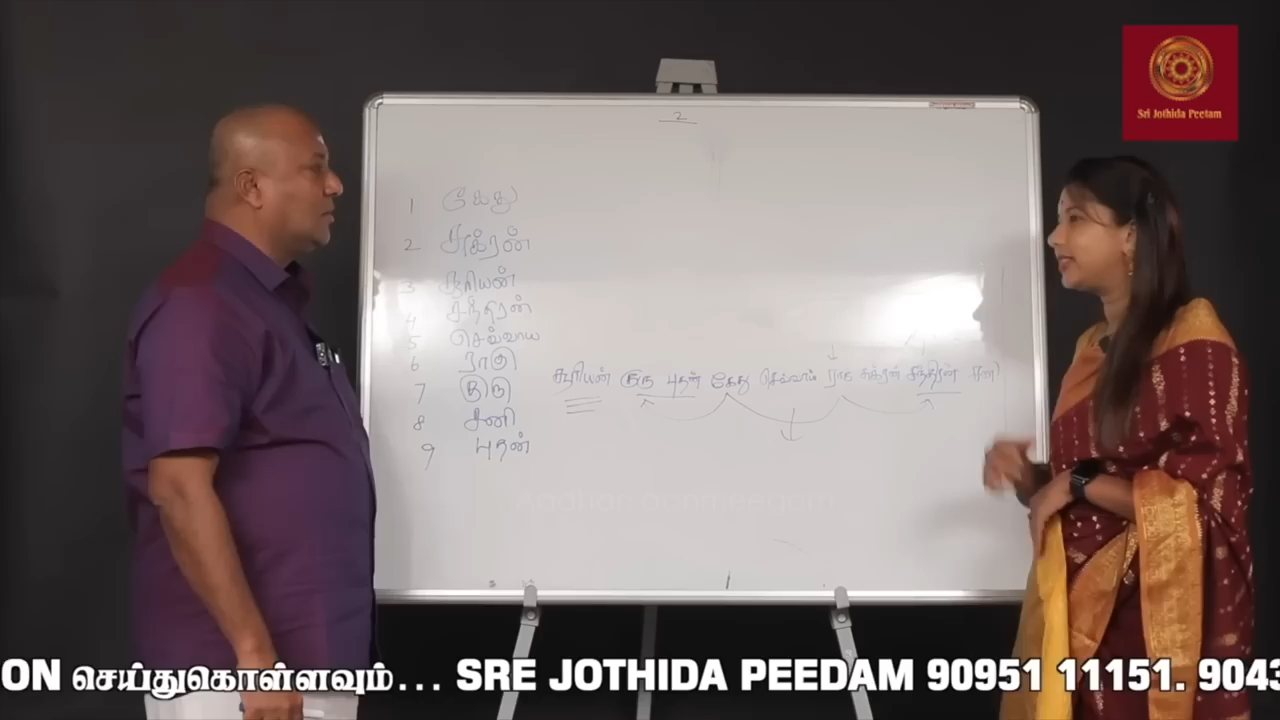 Sri Jothida Peetam
2
1 கேது
2 சுக்ரன்
3 சூரியன்
4 சந்திரன்
5 செவ்வாய்
6 ராகு
7 குரு
8 சனி
9 புதன்
சூரியன் குரு புதன் கேது செவ்வாய் ராகு சுக்ரன் சந்திரன் சனி
ON செய்துகொள்ளவும்... SRE JOTHIDA PEEDAM 90951 11151. 9043